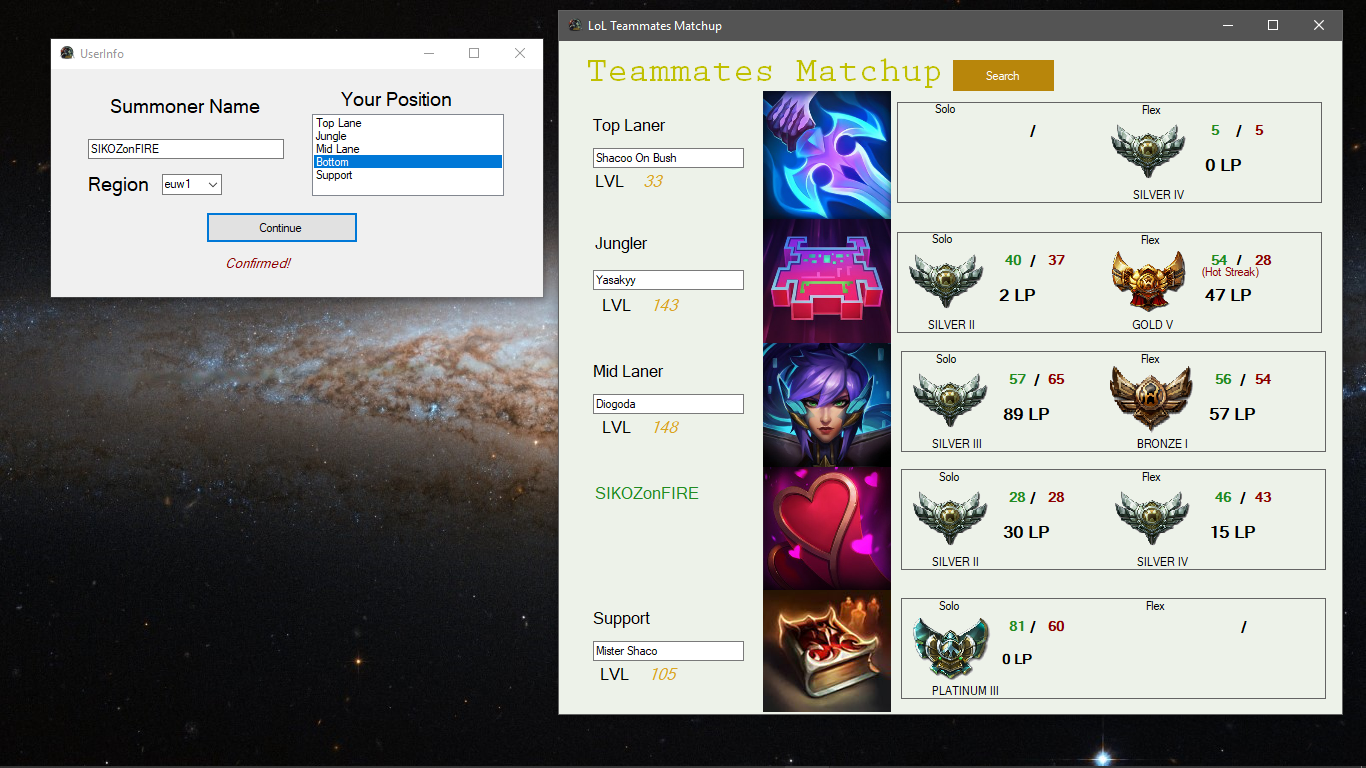 UserInfo
Summoner Name
SIKOZonFIRE
Region
euw1
Your Position
Top Lane
Jungle
Mid Lane
Bottom
Support
Continue
Confirmed!
LoL Teammates Matchup
Teammates Matchup
Search
Top Laner
Shacoo On Bush
LVL 33
Solo
/
Flex
5 / 5
0 LP
SILVER IV
Jungler
Yasakyy
LVL 143
Solo
40 / 37
2 LP
SILVER II
Flex
54 / 28
(Hot Streak)
47 LP
GOLD V
Mid Laner
Diogoda
LVL 148
Solo
57 / 65
89 LP
SILVER III
Flex
56 / 54
57 LP
BRONZE I
SIKOZonFIRE
Solo
28 / 28
30 LP
SILVER II
Flex
46 / 43
15 LP
SILVER IV
Support
Mister Shaco
LVL 105
Solo
81 / 60
0 LP
PLATINUM III
Flex
/